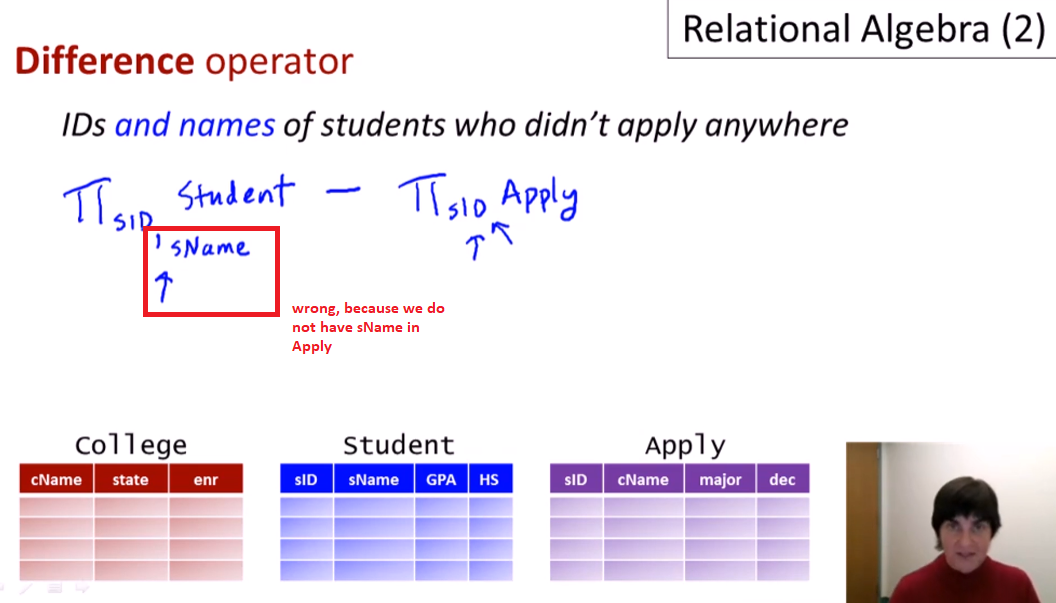 Relational Algebra (2)
Difference operator
IDs and names of students who didn't apply anywhere
π sID Student — π sID Apply
, sName
wrong, because we do
not have sName in
Apply
College Student Apply
cName state enr sID sName GPA HS sID cName major dec